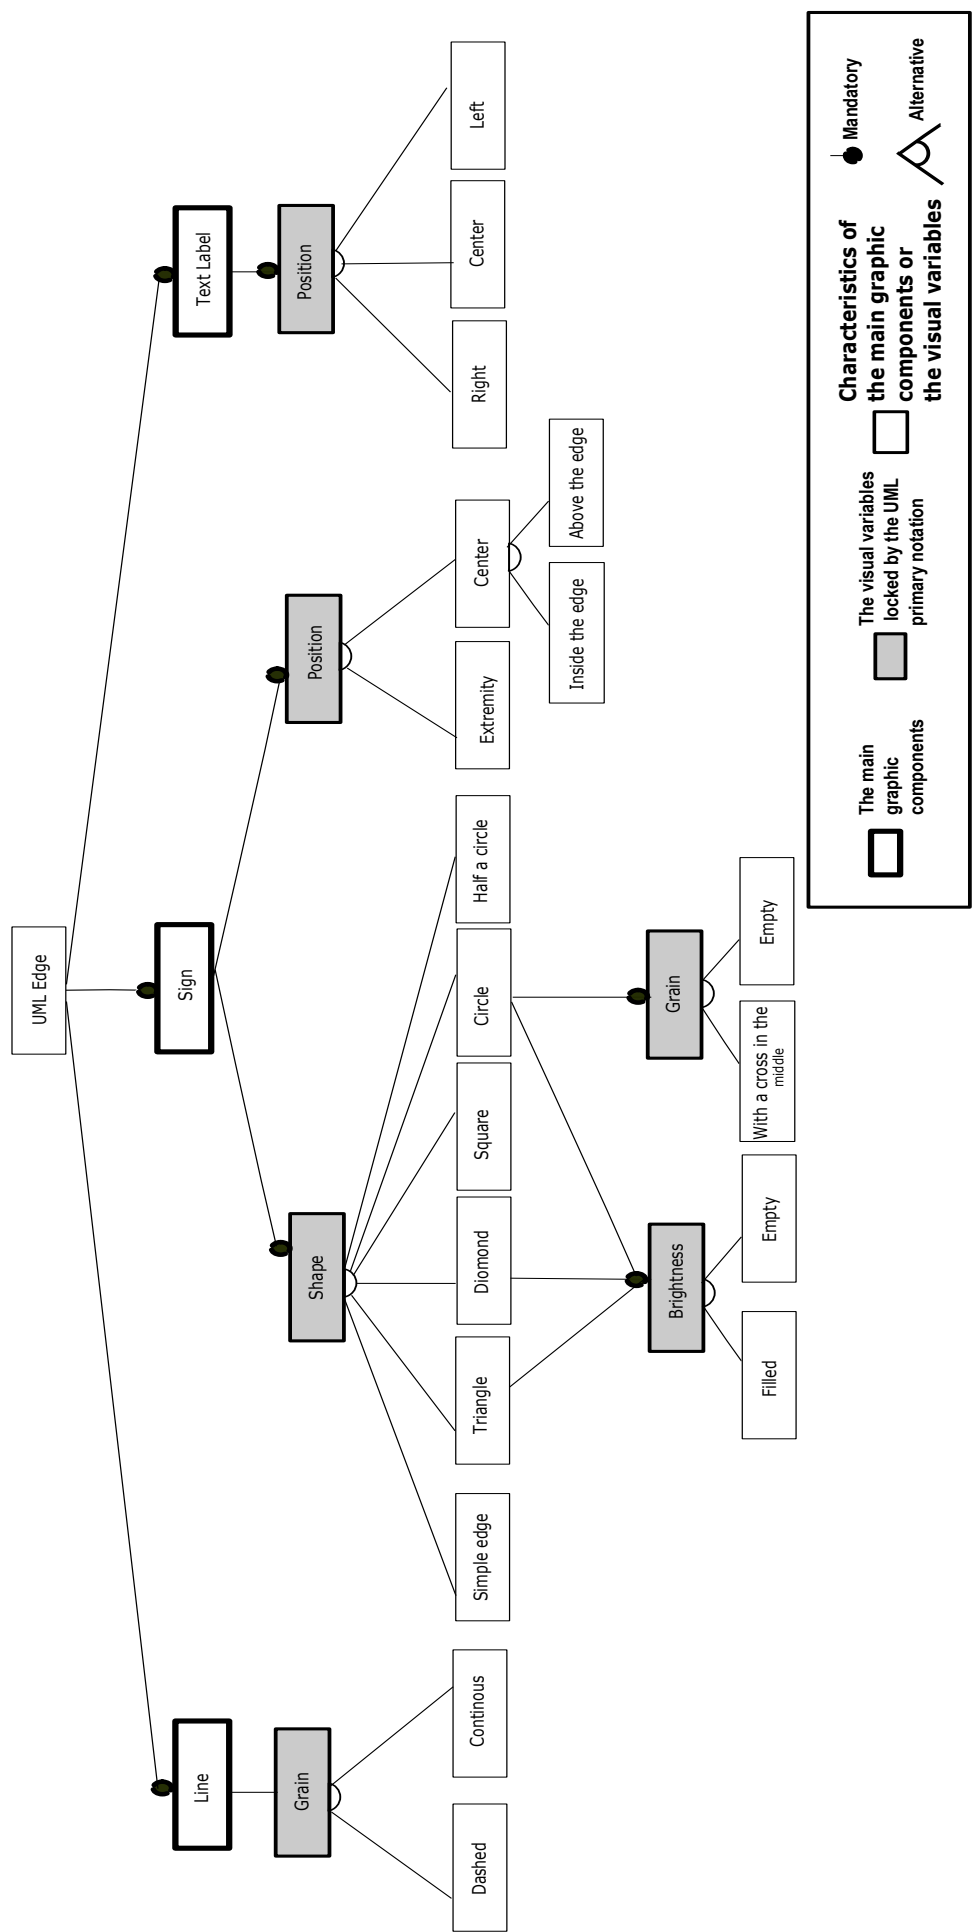 UML Edge
Line
Sign
Text Label
Grain
Shape
Position
Position
Dashed
Continous
Simple edge
Triangle
Diomond
Square
Circle
Half a circle
Extremity
Center
Right
Center
Left
Inside the edge
Above the edge
Brightness
Grain
Filled
Empty
With a cross in the
middle
Empty
The main
graphic
components
The visual variables
locked by the UML
primary notation
Characteristics of
the main graphic
components or
the visual variables
Mandatory
Alternative